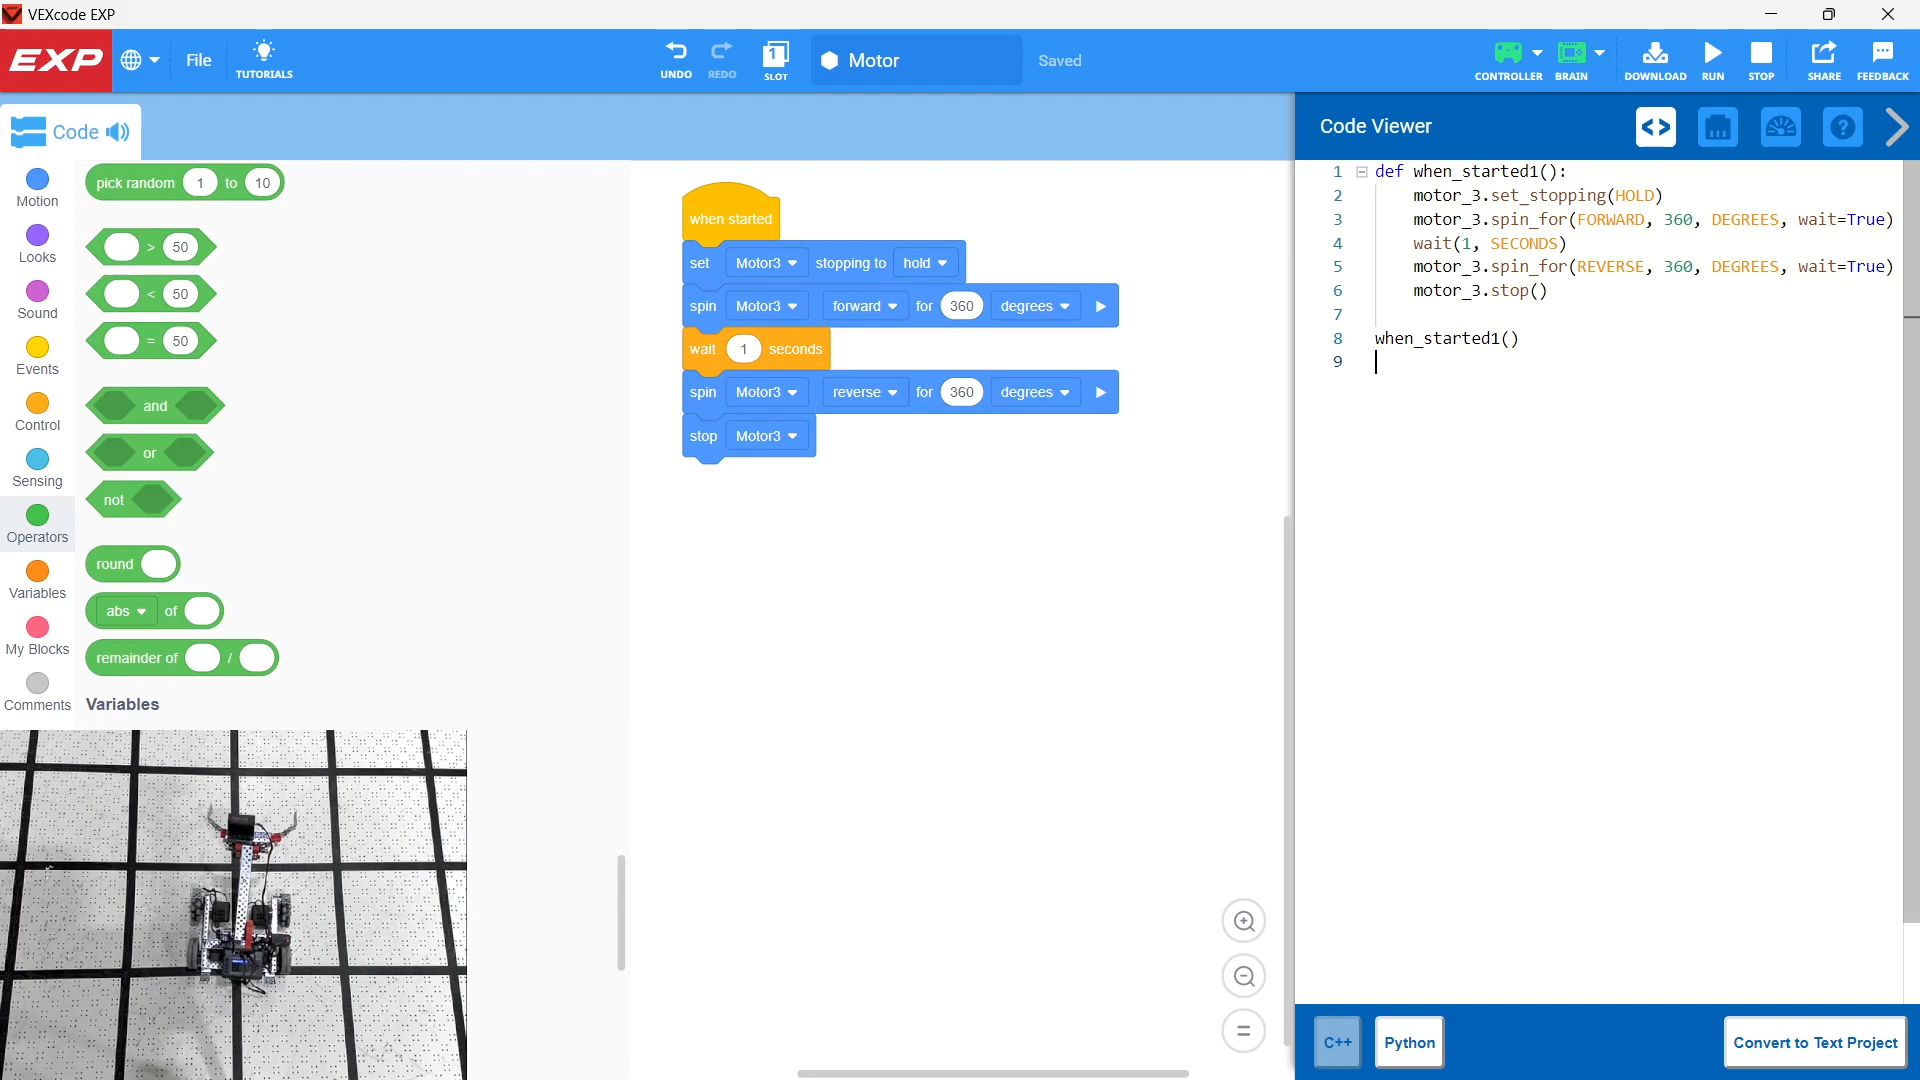 VEXcode EXP
EXP
File
TUTORIALS
UNDO
REDO
1
SLOT
Motor
Saved
CONTROLLER
BRAIN
DOWNLOAD
RUN
STOP
SHARE
FEEDBACK
Code
Motion
Looks
Sound
Events
Control
Sensing
Operators
Variables
My Blocks
Comments
pick random 1 to 10
> 50
< 50
= 50
and
or
not
round
abs of
remainder of /
Variables
when started
set Motor3 stopping to hold
spin Motor3 forward for 360 degrees
wait 1 seconds
spin Motor3 reverse for 360 degrees
stop Motor3
=
Code Viewer
<>
?
1 def when_started1():
2 motor_3.set_stopping(HOLD)
3 motor_3.spin_for(FORWARD, 360, DEGREES, wait=True)
4 wait(1, SECONDS)
5 motor_3.spin_for(REVERSE, 360, DEGREES, wait=True)
6 motor_3.stop()
7
8 when_started1()
9
C++
Python
Convert to Text Project